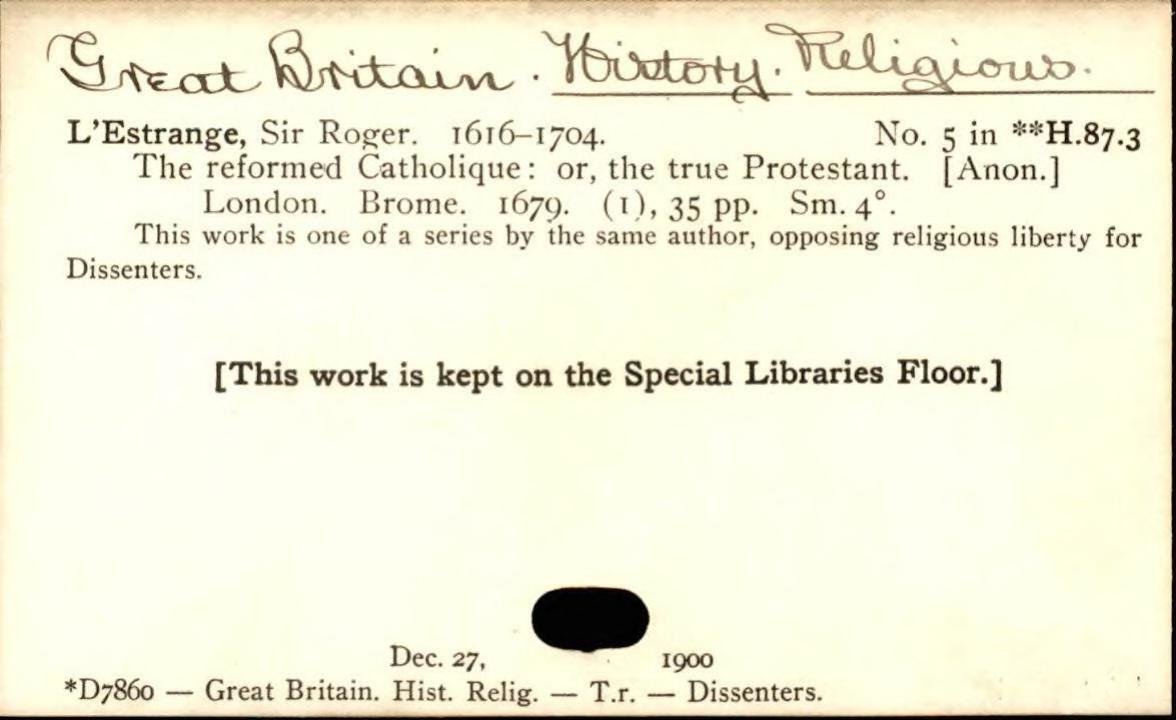 Great Britain. History. Religious.
L'Estrange, Sir Roger. 1616–1704. No. 5 in **H.87.3
The reformed Catholique: or, the true Protestant. [Anon.]
London. Brome. 1679. (1), 35 pp. Sm. 4°.
This work is one of a series by the same author, opposing religious liberty for
Dissenters.
[This work is kept on the Special Libraries Floor.]
Dec. 27, 1900
*D7860 — Great Britain. Hist. Relig. — T.r. — Dissenters.